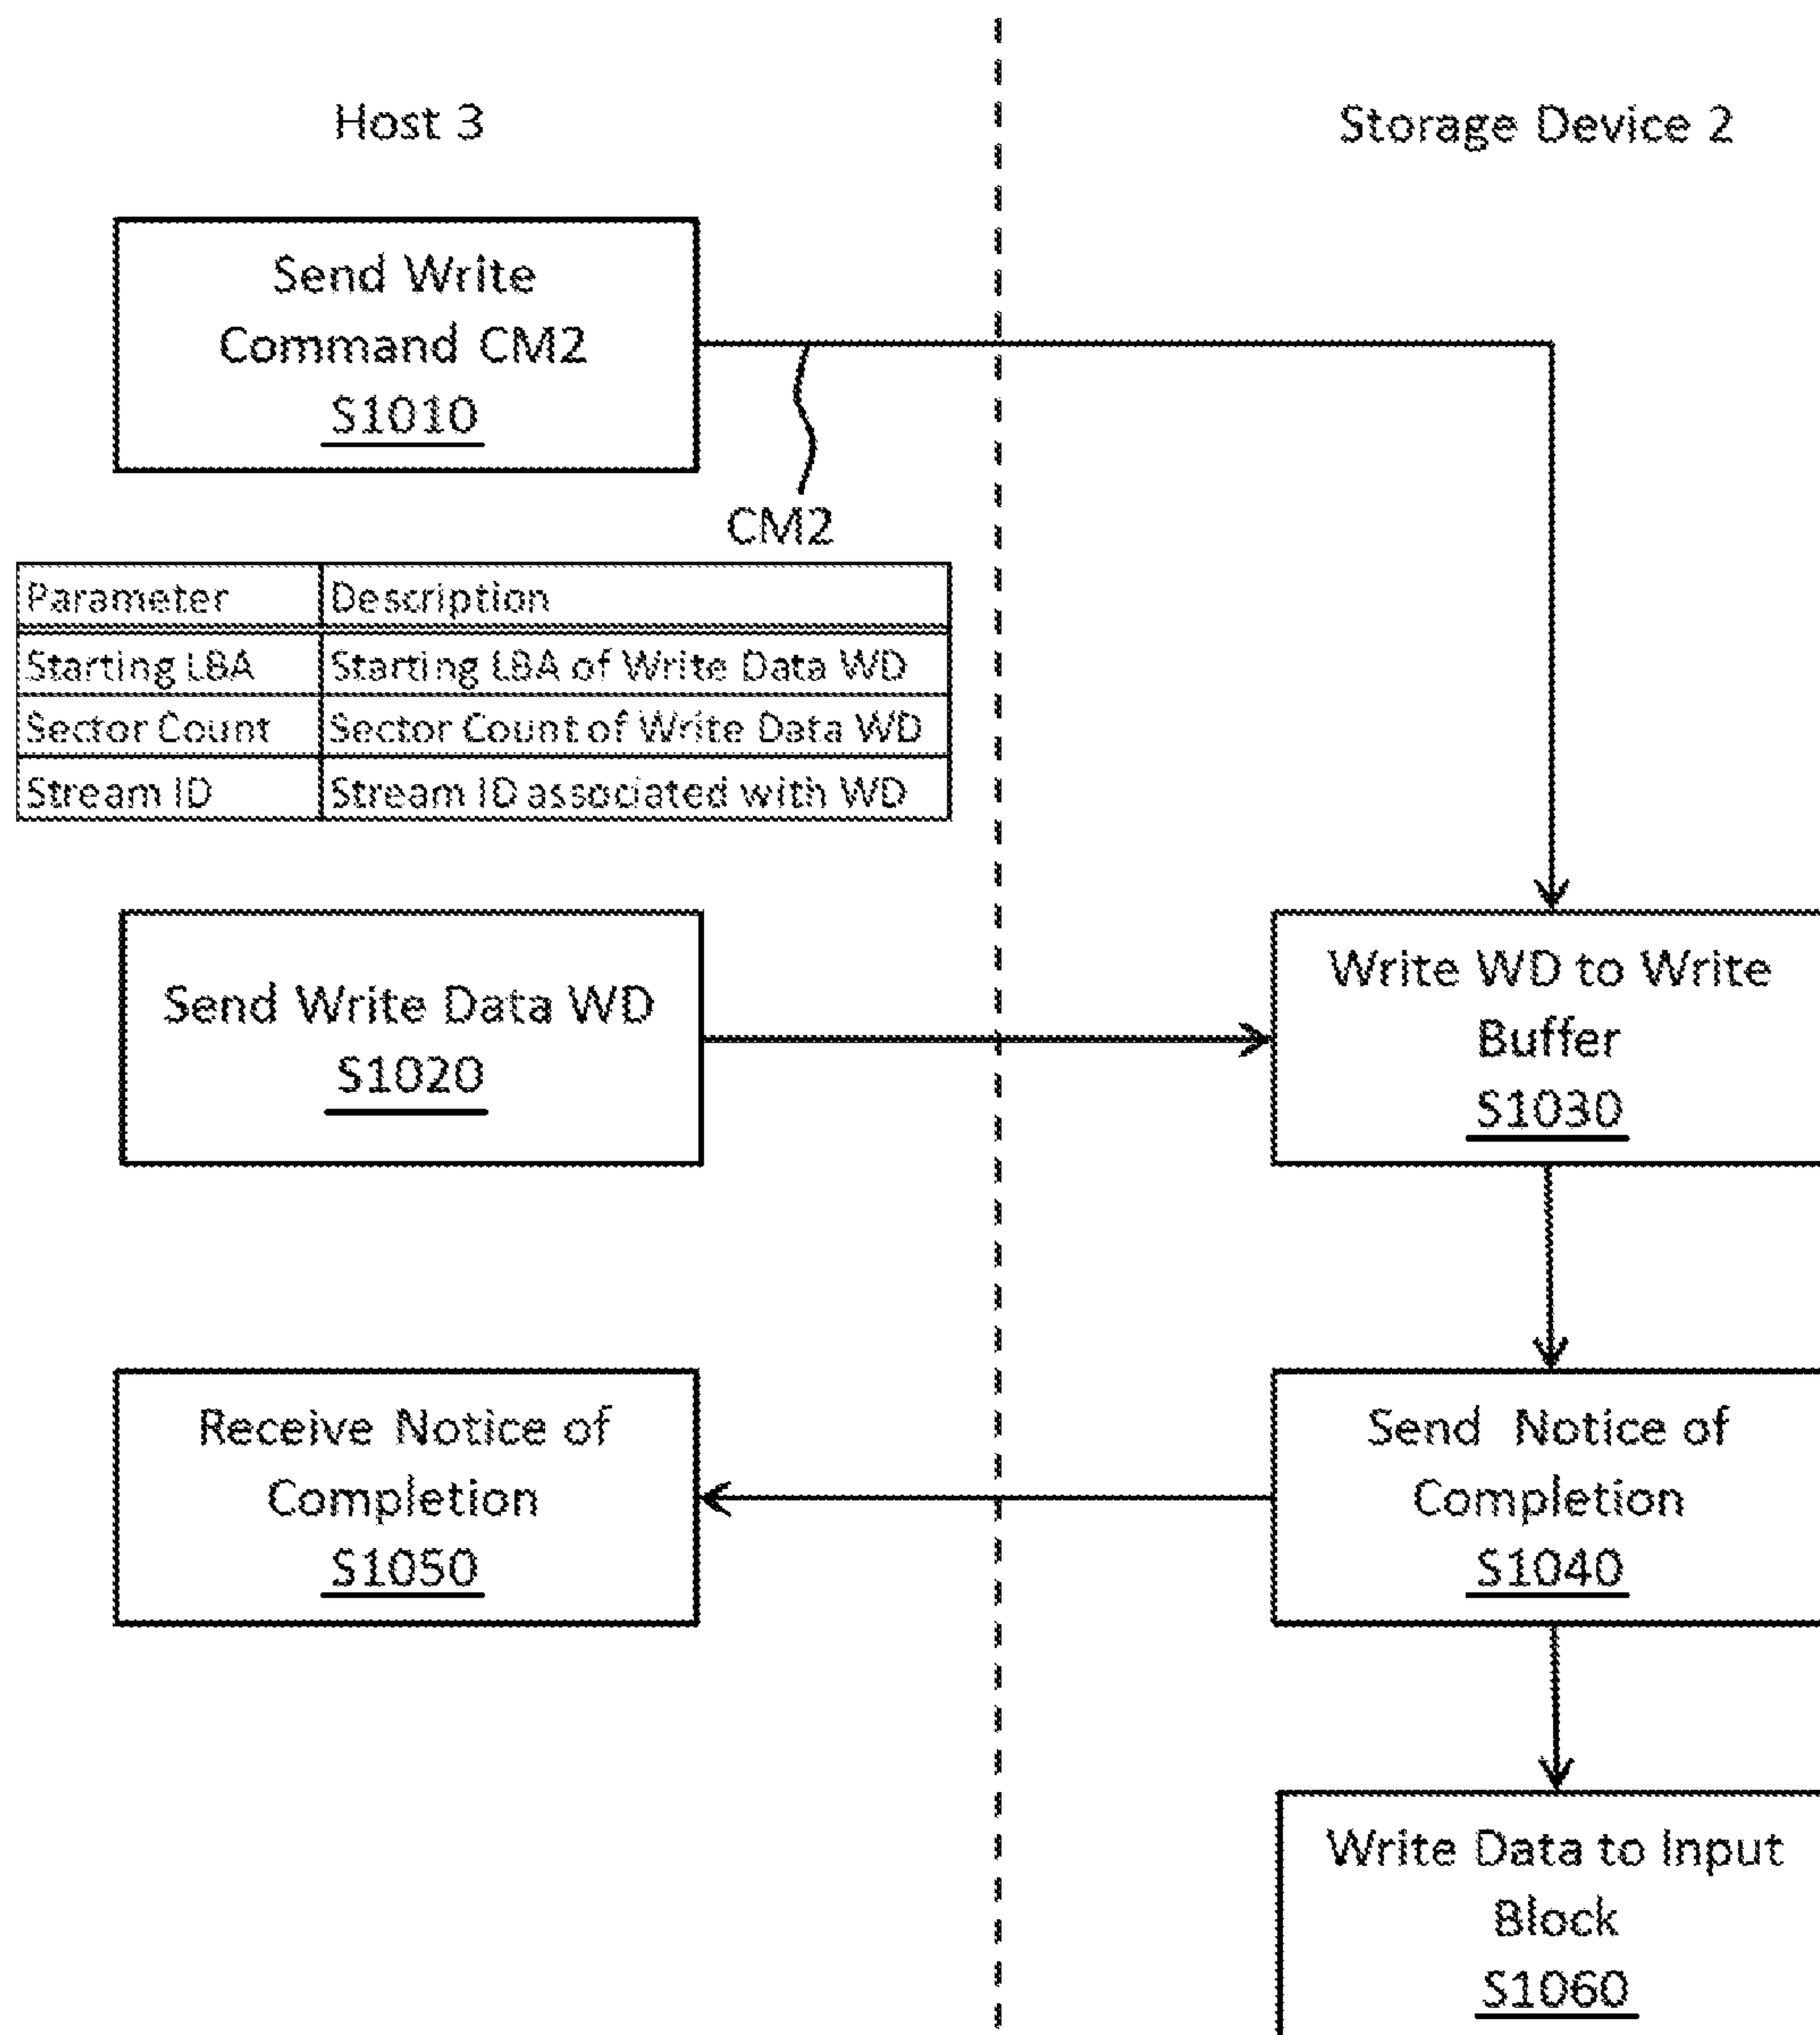 Host 3
Storage Device 2
Send Write
Command CM2
S1010
CM2
Parameter Description
Starting LBA Starting LBA of Write Data WD
Sector Count Sector Count of Write Data WD
Stream ID Stream ID associated with WD
Send Write Data WD
S1020
Write WD to Write
Buffer
S1030
Receive Notice of
Completion
S1050
Send Notice of
Completion
S1040
Write Data to Input
Block
S1060